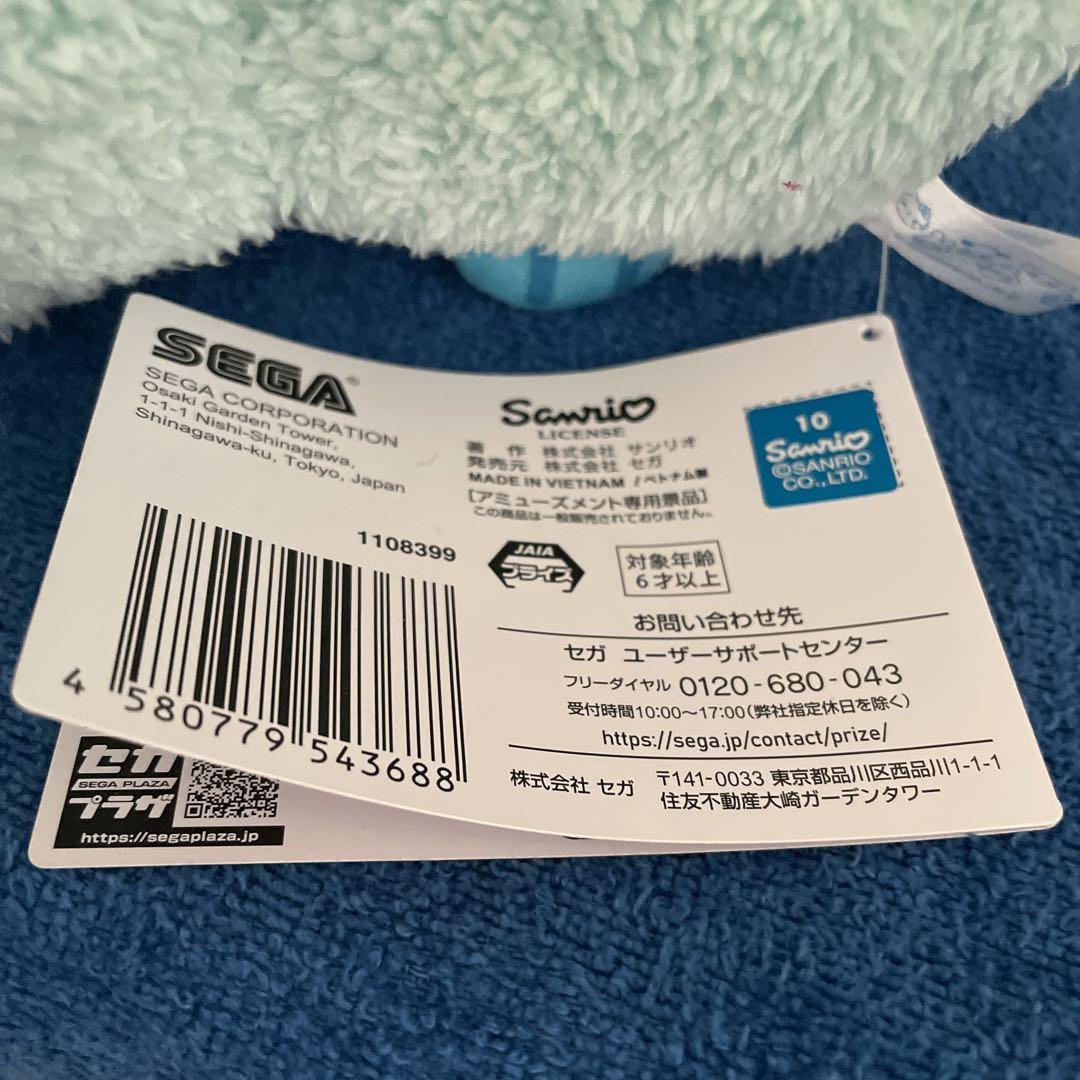 SEGA®
SEGA CORPORATION
Osaki Garden Tower,
1-1-1 Nishi-Shinagawa,
Shinagawa-ku, Tokyo, Japan
1108399
4 580779 543688
Sanrio
LICENSE
著 作 株式会社 サンリオ
発売元 株式会社 セガ
MADE IN VIETNAM / ベトナム製
[アミューズメント専用景品]
この商品は一般販売されておりません。
10
Sanrio
©SANRIO
CO.,LTD.
JAIA
プライズ
対象年齢
6才以上
お問い合わせ先
セガ ユーザーサポートセンター
フリーダイヤル 0120-680-043
受付時間10:00～17:00(弊社指定休日を除く)
https://sega.jp/contact/prize/
株式会社 セガ 〒141-0033 東京都品川区西品川1-1-1
住友不動産大崎ガーデンタワー
セガ
SEGA PLAZA
プラザ
https://segaplaza.jp